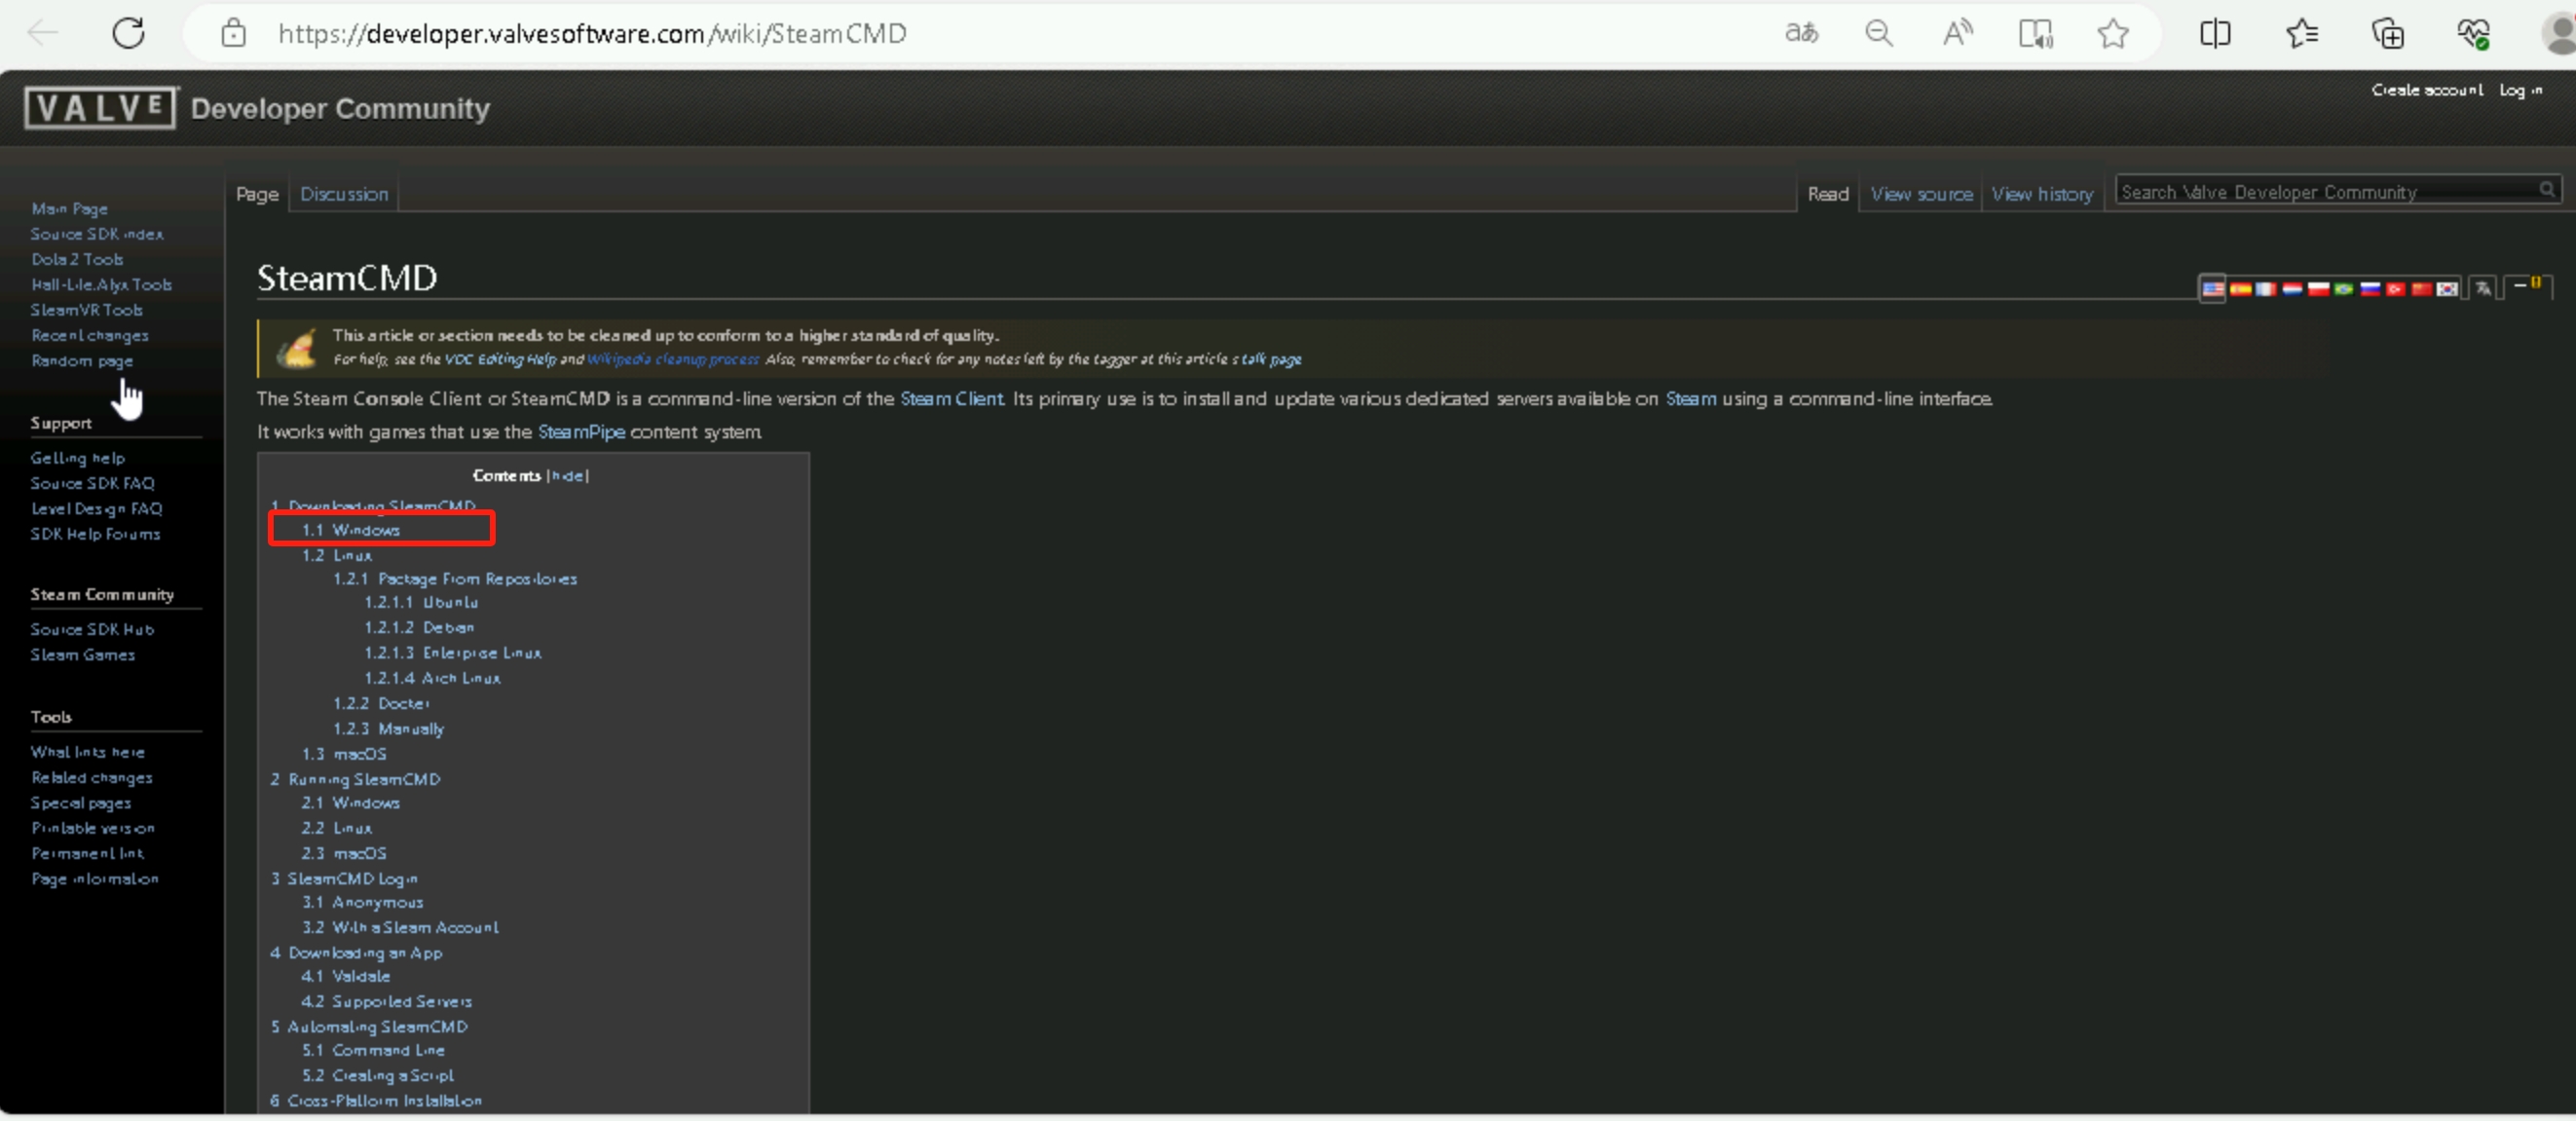 https://developer.valvesoftware.com/wiki/SteamCMD
VALVE Developer Community
Create account Log in
Page Discussion
Read View source View history Search Valve Developer Community
Main Page
Source SDK index
Dota 2 Tools
Half-Life:Alyx Tools
SteamVR Tools
Recent changes
Random page
Support
Getting help
Source SDK FAQ
Level Design FAQ
SDK Help Forums
Steam Community
Source SDK Hub
Steam Games
Tools
What links here
Related changes
Special pages
Printable version
Permanent link
Page information
SteamCMD
This article or section needs to be cleaned up to conform to a higher standard of quality.
For help, see the VDC Editing Help and Wikipedia cleanup process. Also, remember to check for any notes left by the tagger at this article's talk page.
The Steam Console Client or SteamCMD is a command-line version of the Steam Client. Its primary use is to install and update various dedicated servers available on Steam using a command-line interface.
It works with games that use the SteamPipe content system.
Contents [hide]
1 Downloading SteamCMD
1.1 Windows
1.2 Linux
1.2.1 Package From Repositories
1.2.1.1 Ubuntu
1.2.1.2 Debian
1.2.1.3 Enterprise Linux
1.2.1.4 Arch Linux
1.2.2 Docker
1.2.3 Manually
1.3 macOS
2 Running SteamCMD
2.1 Windows
2.2 Linux
2.3 macOS
3 SteamCMD Login
3.1 Anonymous
3.2 With a Steam Account
4 Downloading an App
4.1 Validate
4.2 Supported Servers
5 Automating SteamCMD
5.1 Command Line
5.2 Creating a Script
6 Cross-Platform Installation